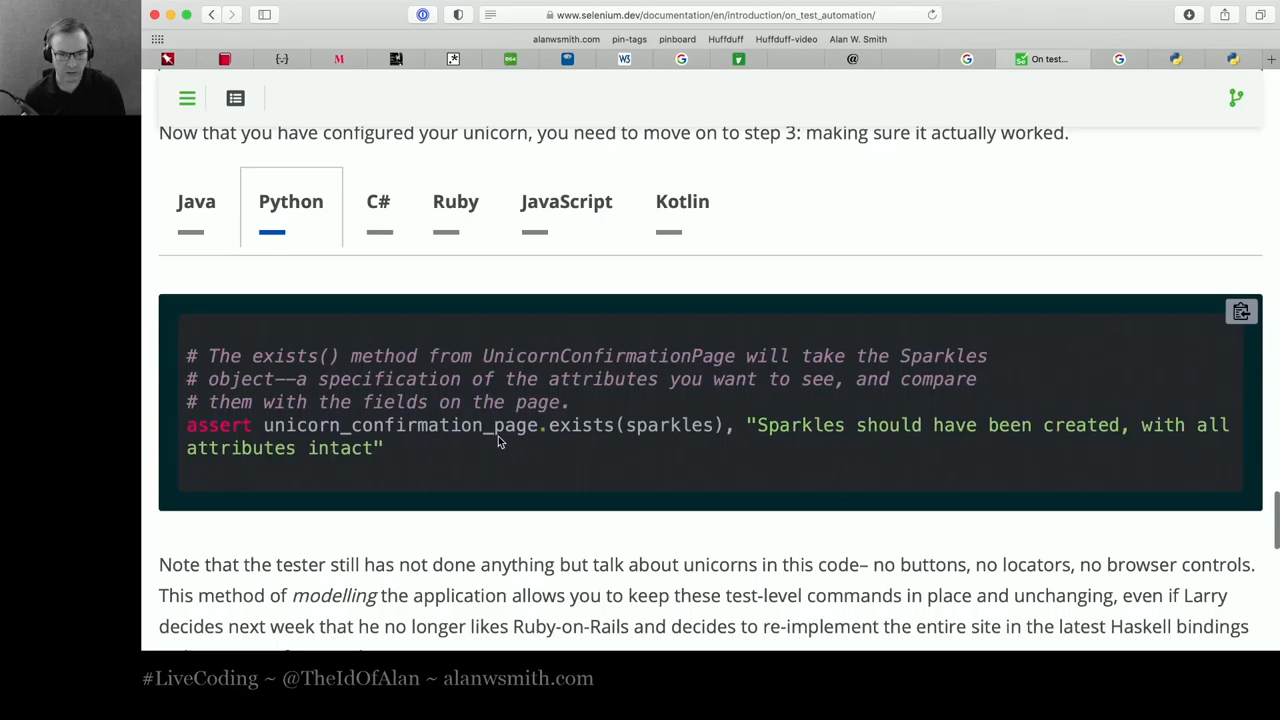 www.selenium.dev/documentation/en/introduction/on_test_automation/
alanwsmith.com pin-tags pinboard Huffduff Huffduff-video Alan W. Smith
{-/} M .* DG4 W3 G @ G On test... G
Now that you have configured your unicorn, you need to move on to step 3: making sure it actually worked.
Java Python C# Ruby JavaScript Kotlin
# The exists() method from UnicornConfirmationPage will take the Sparkles
# object––a specification of the attributes you want to see, and compare
# them with the fields on the page.
assert unicorn_confirmation_page.exists(sparkles), "Sparkles should have been created, with all
attributes intact"
Note that the tester still has not done anything but talk about unicorns in this code– no buttons, no locators, no browser controls.
This method of modelling the application allows you to keep these test-level commands in place and unchanging, even if Larry
decides next week that he no longer likes Ruby-on-Rails and decides to re-implement the entire site in the latest Haskell bindings
#LiveCoding ~ @TheIdOfAlan ~ alanwsmith.com